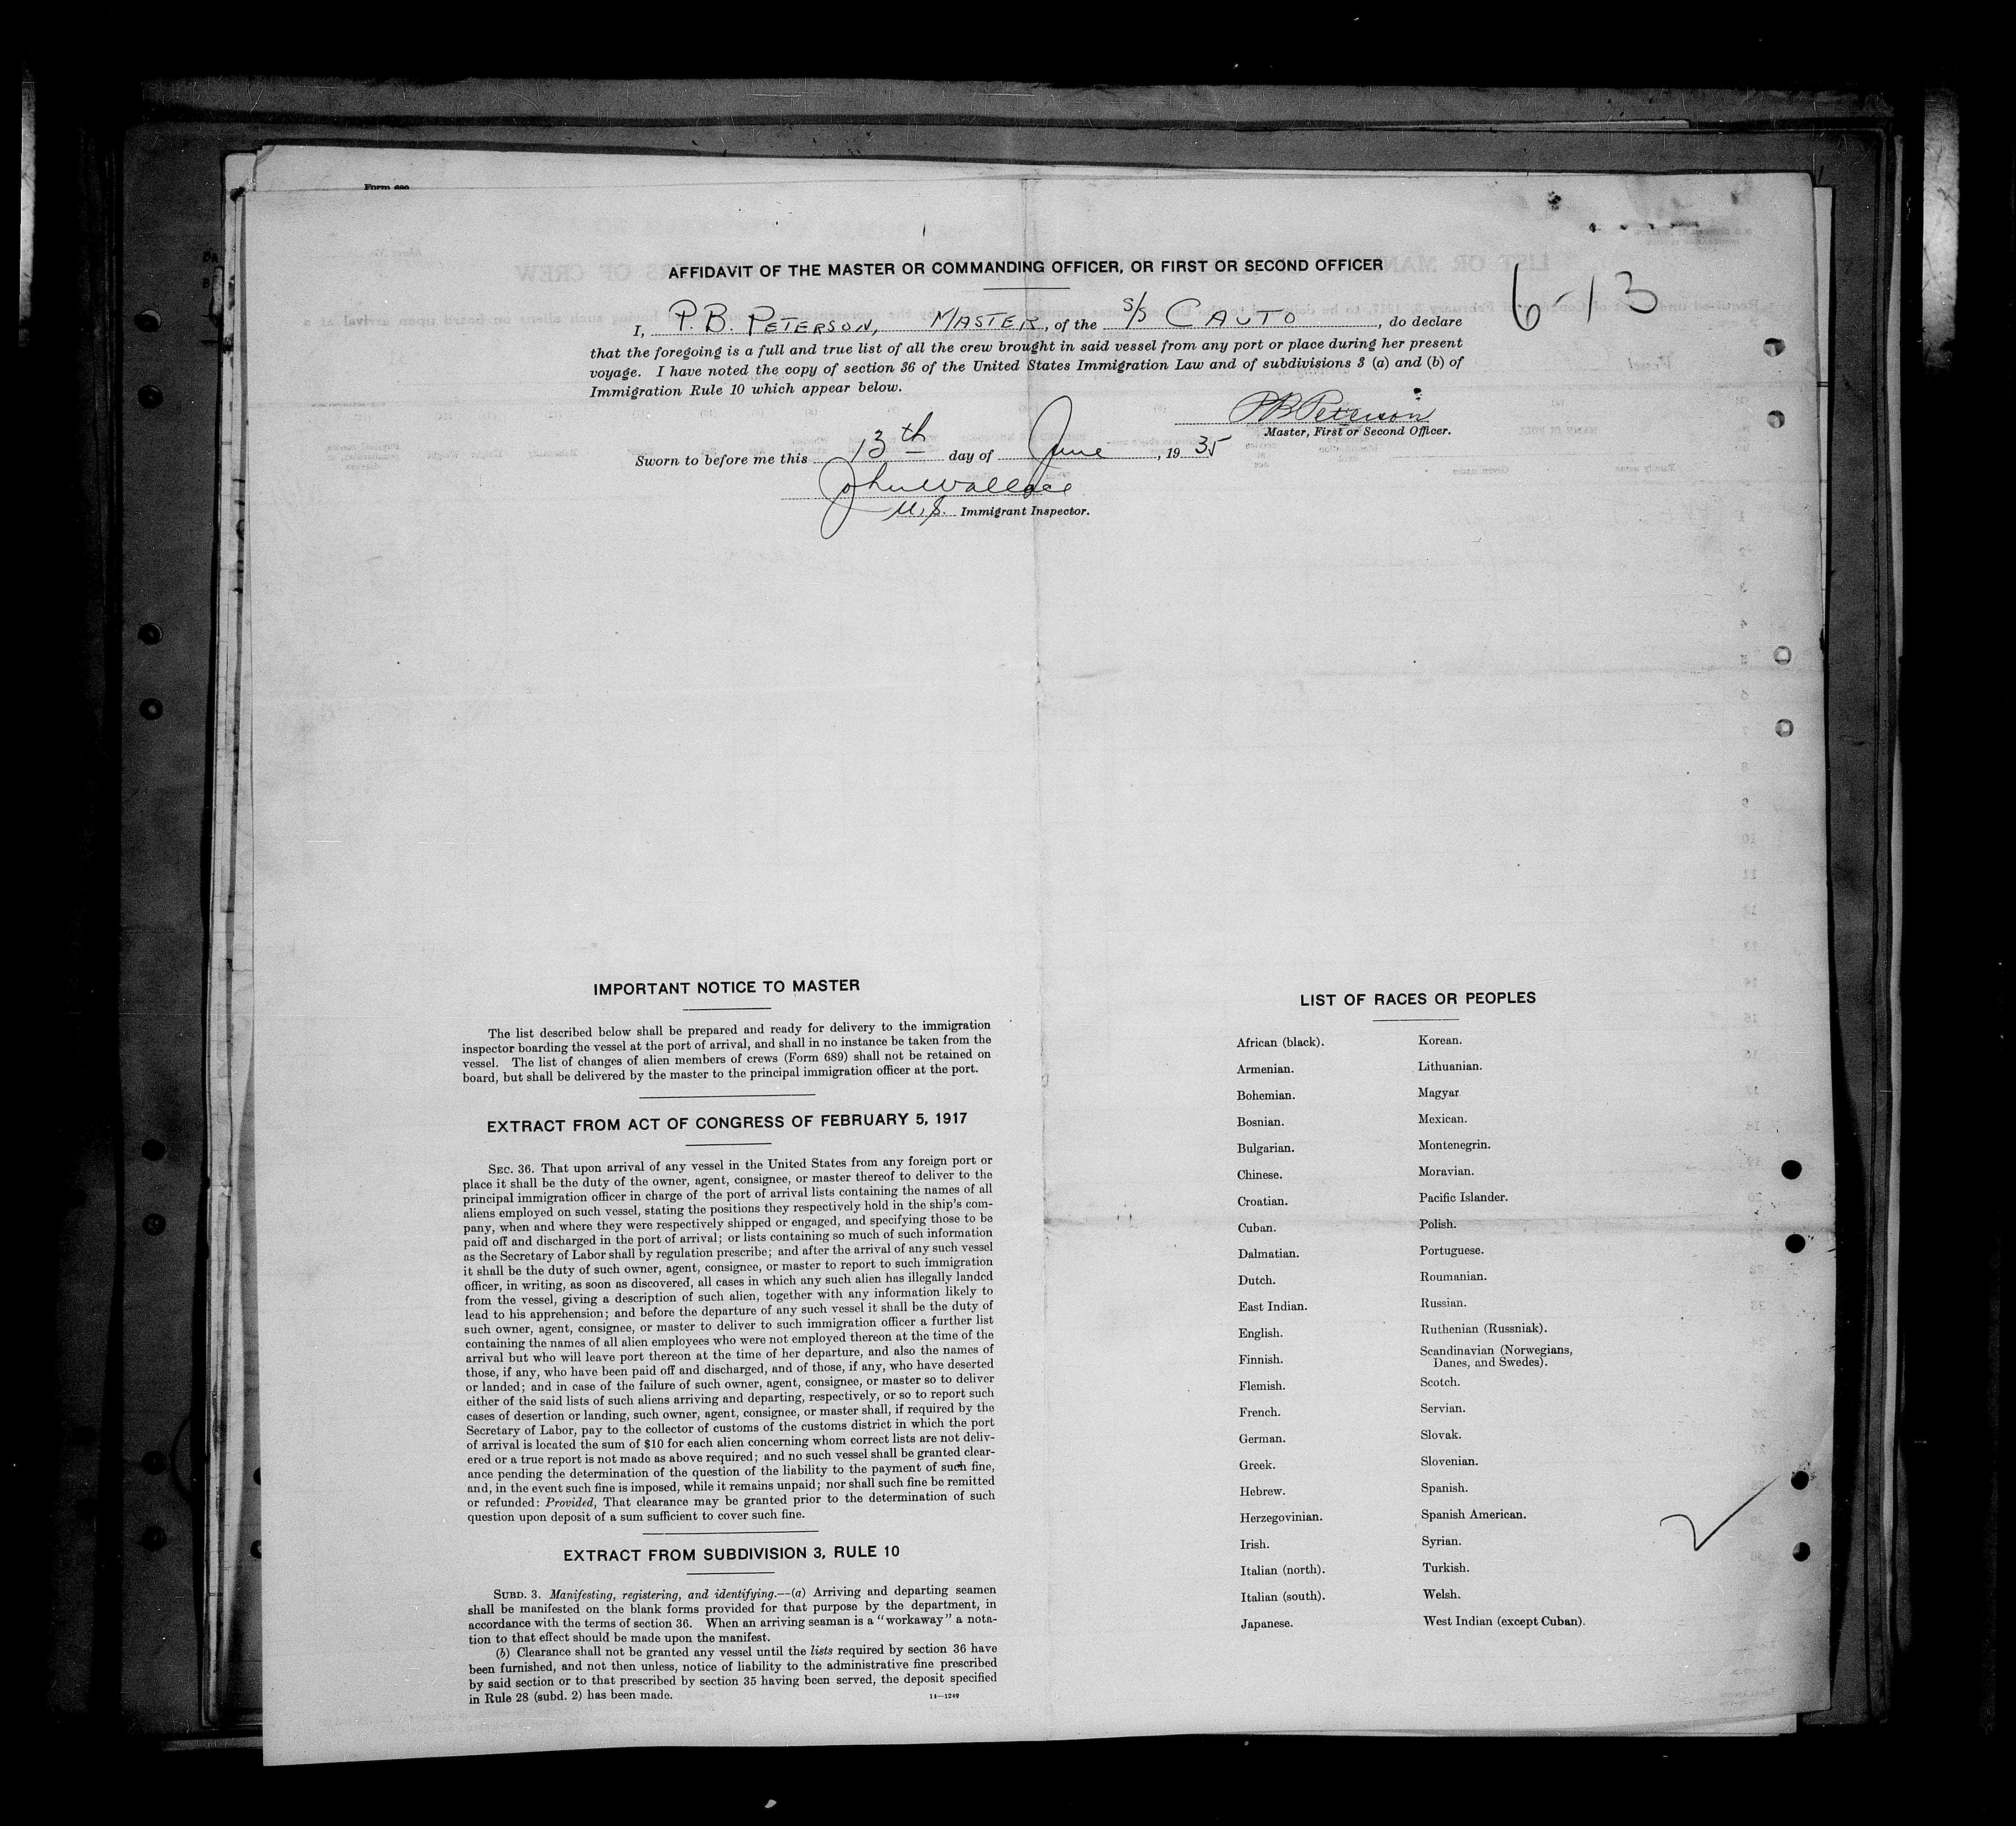 Form 689
AFFIDAVIT OF THE MASTER OR COMMANDING OFFICER, OR FIRST OR SECOND OFFICER
6-13
I, P. B. PETERSON, MASTER, of the S/S CAUTO, do declare
that the foregoing is a full and true list of all the crew brought in said vessel from any port or place during her present
voyage. I have noted the copy of section 36 of the United States Immigration Law and of subdivisions 3 (a) and (b) of
Immigration Rule 10 which appear below.
P B Peterson
Master, First or Second Officer.
Sworn to before me this 13th day of June, 1935
John Wallace
U.S. Immigrant Inspector.
IMPORTANT NOTICE TO MASTER
The list described below shall be prepared and ready for delivery to the immigration
inspector boarding the vessel at the port of arrival, and shall in no instance be taken from the
vessel. The list of changes of alien members of crews (Form 689) shall not be retained on
board, but shall be delivered by the master to the principal immigration officer at the port.
EXTRACT FROM ACT OF CONGRESS OF FEBRUARY 5, 1917
SEC. 36. That upon arrival of any vessel in the United States from any foreign port or
place it shall be the duty of the owner, agent, consignee, or master thereof to deliver to the
principal immigration officer in charge of the port of arrival lists containing the names of all
aliens employed on such vessel, stating the positions they respectively hold in the ship's com-
pany, when and where they were respectively shipped or engaged, and specifying those to be
paid off and discharged in the port of arrival; or lists containing so much of such information
as the Secretary of Labor shall by regulation prescribe; and after the arrival of any such vessel
it shall be the duty of such owner, agent, consignee, or master to report to such immigration
officer, in writing, as soon as discovered, all cases in which any such alien has illegally landed
from the vessel, giving a description of such alien, together with any information likely to
lead to his apprehension; and before the departure of any such vessel it shall be the duty of
such owner, agent, consignee, or master to deliver to such immigration officer a further list
containing the names of all alien employees who were not employed thereon at the time of the
arrival but who will leave port thereon at the time of her departure, and also the names of
those, if any, who have been paid off and discharged, and of those, if any, who have deserted
or landed; and in case of the failure of such owner, agent, consignee, or master so to deliver
either of the said lists of such aliens arriving and departing, respectively, or so to report such
cases of desertion or landing, such owner, agent, consignee, or master shall, if required by the
Secretary of Labor, pay to the collector of customs of the customs district in which the port
of arrival is located the sum of $10 for each alien concerning whom correct lists are not deliv-
ered or a true report is not made as above required; and no such vessel shall be granted clear-
ance pending the determination of the question of the liability to the payment of such fine,
and, in the event such fine is imposed, while it remains unpaid; nor shall such fine be remitted
or refunded: Provided, That clearance may be granted prior to the determination of such
question upon deposit of a sum sufficient to cover such fine.
EXTRACT FROM SUBDIVISION 3, RULE 10
SUBD. 3. Manifesting, registering, and identifying.—(a) Arriving and departing seamen
shall be manifested on the blank forms provided for that purpose by the department, in
accordance with the terms of section 36. When an arriving seaman is a "workaway" a nota-
tion to that effect should be made upon the manifest.
(b) Clearance shall not be granted any vessel until the lists required by section 36 have
been furnished, and not then unless, notice of liability to the administrative fine prescribed
by said section or to that prescribed by section 35 having been served, the deposit specified
in Rule 28 (subd. 2) has been made.
14—1249
LIST OF RACES OR PEOPLES
African (black).
Armenian.
Bohemian.
Bosnian.
Bulgarian.
Chinese.
Croatian.
Cuban.
Dalmatian.
Dutch.
East Indian.
English.
Finnish.
Flemish.
French.
German.
Greek.
Hebrew.
Herzegovinian.
Irish.
Italian (north).
Italian (south).
Japanese.
Korean.
Lithuanian.
Magyar
Mexican.
Montenegrin.
Moravian.
Pacific Islander.
Polish.
Portuguese.
Roumanian.
Russian.
Ruthenian (Russniak).
Scandinavian (Norwegians,
Danes, and Swedes).
Scotch.
Servian.
Slovak.
Slovenian.
Spanish.
Spanish American.
Syrian.
Turkish.
Welsh.
West Indian (except Cuban).